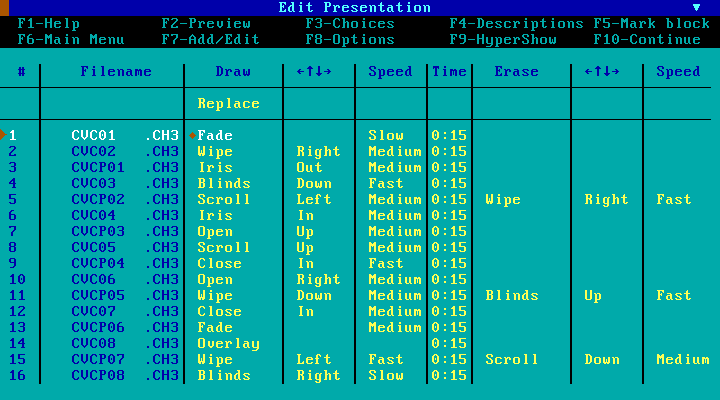 Edit Presentation ▼
F1-Help F2-Preview F3-Choices F4-Descriptions F5-Mark block
F6-Main Menu F7-Add/Edit F8-Options F9-HyperShow F10-Continue
# Filename Draw ←↑↓→ Speed Time Erase ←↑↓→ Speed
Replace
1 CVC01 .CH3 ◆Fade Slow 0:15
2 CVC02 .CH3 Wipe Right Medium 0:15
3 CVCP01 .CH3 Iris Out Medium 0:15
4 CVC03 .CH3 Blinds Down Fast 0:15
5 CVCP02 .CH3 Scroll Left Medium 0:15 Wipe Right Fast
6 CVC04 .CH3 Iris In Medium 0:15
7 CVCP03 .CH3 Open Up Medium 0:15
8 CVC05 .CH3 Scroll Up Medium 0:15
9 CVCP04 .CH3 Close In Fast 0:15
10 CVC06 .CH3 Open Right Medium 0:15
11 CVCP05 .CH3 Wipe Down Medium 0:15 Blinds Up Fast
12 CVC07 .CH3 Close In Medium 0:15
13 CVCP06 .CH3 Fade Medium 0:15
14 CVC08 .CH3 Overlay 0:15
15 CVCP07 .CH3 Wipe Left Fast 0:15 Scroll Down Medium
16 CVCP08 .CH3 Blinds Right Slow 0:15